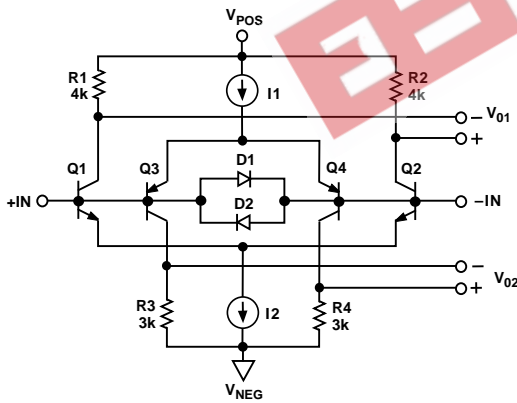 VPOS
R1
4k
I1
R2
4k
V01
−
+
Q1
Q3
D1
Q4
Q2
+IN
D2
−IN
−
+
V02
R3
3k
I2
R4
3k
VNEG